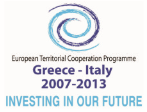 European Territorial Cooperation Programme
Greece - Italy
2007-2013
INVESTING IN OUR FUTURE